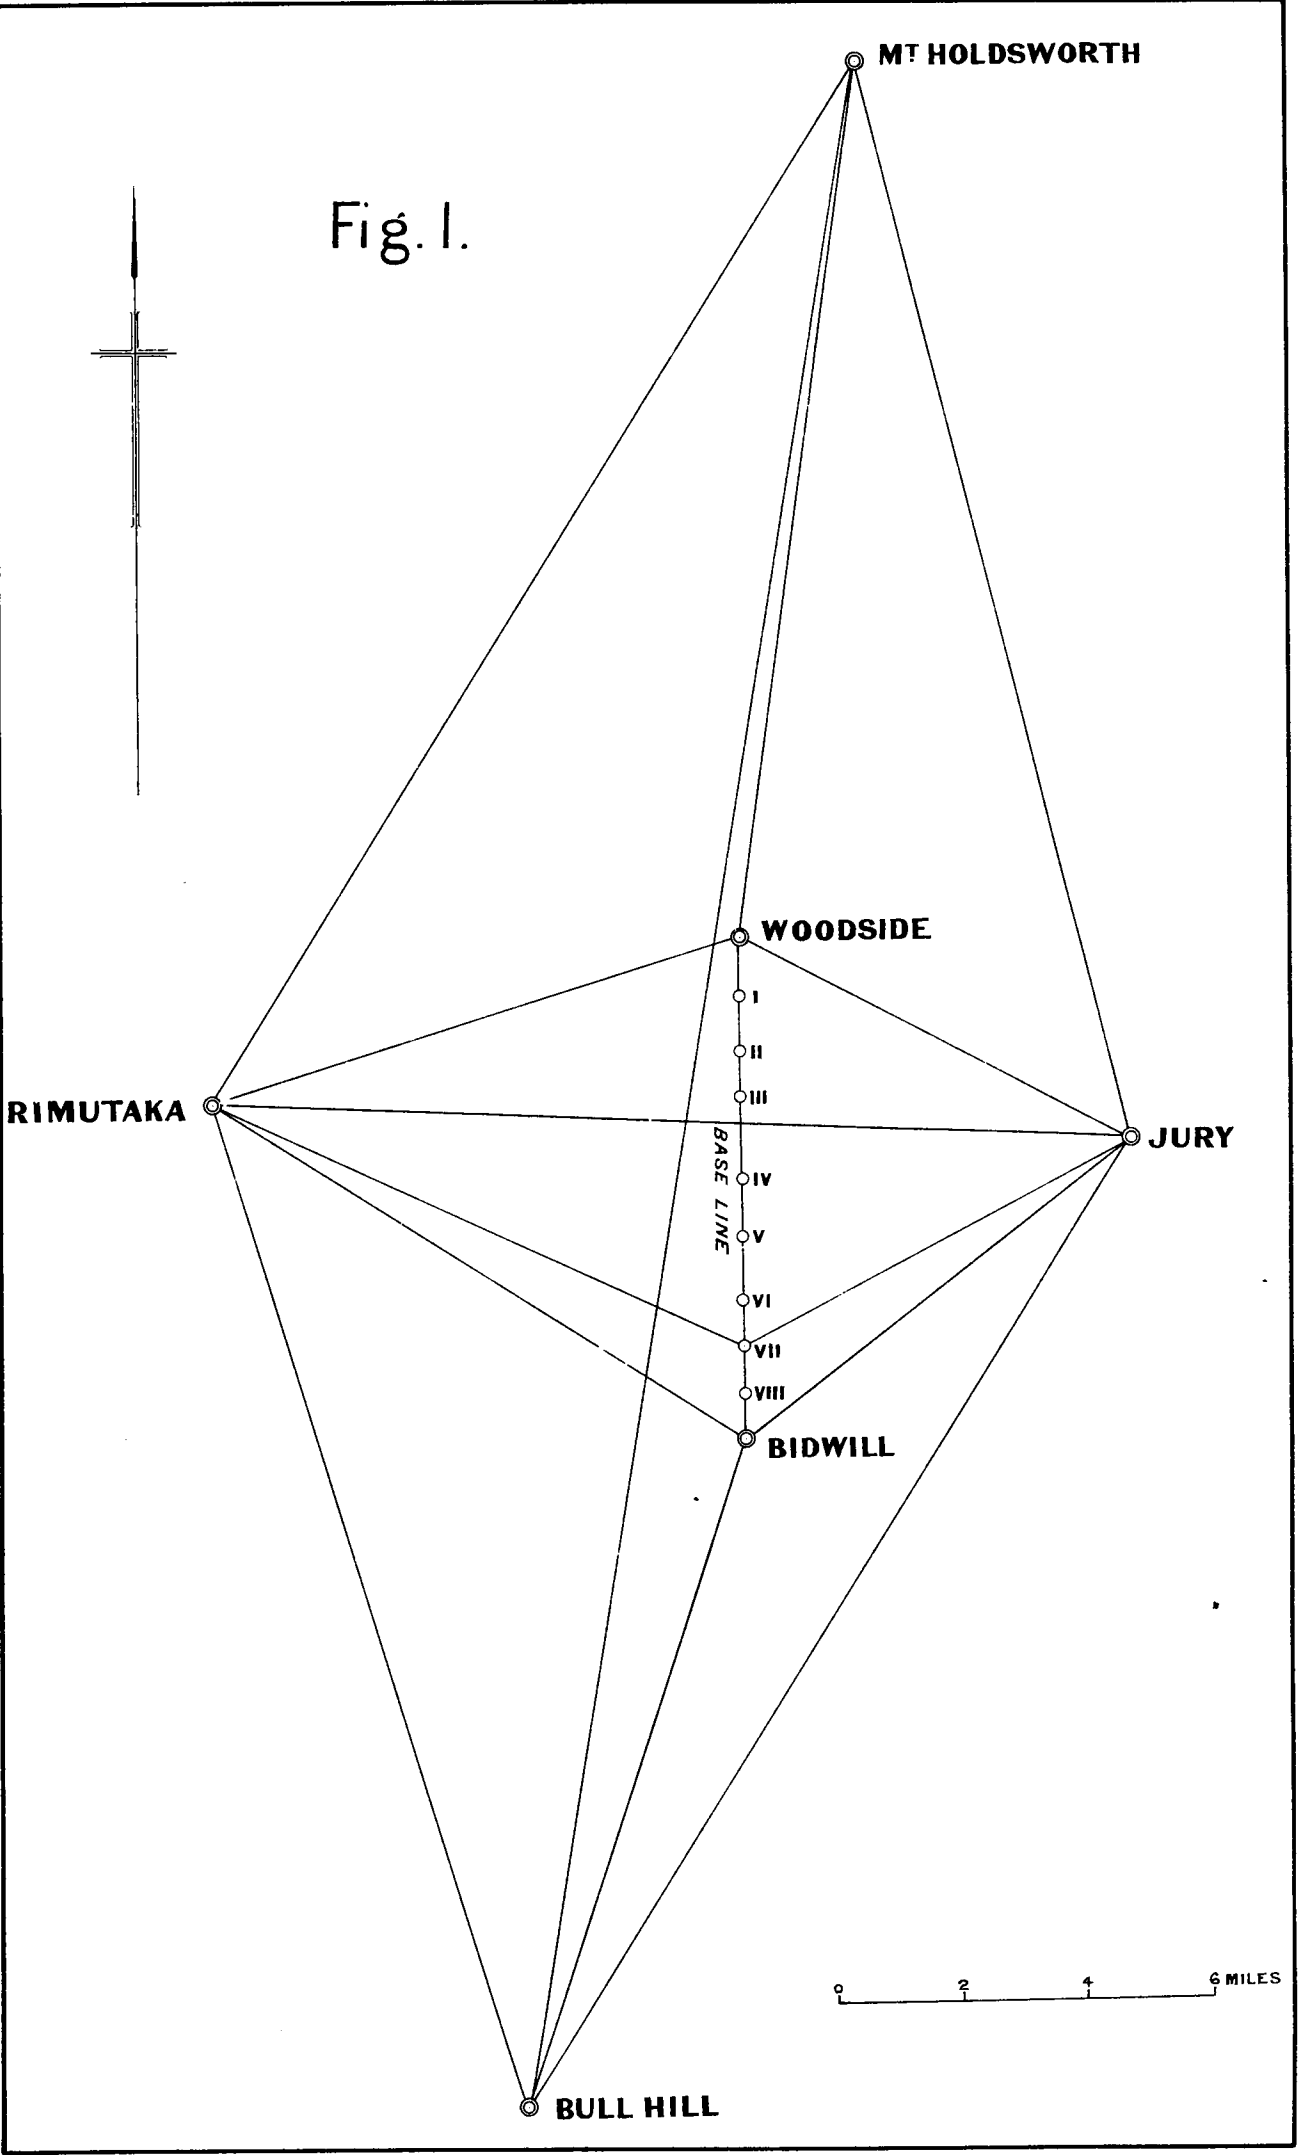 MT HOLDSWORTH
Fig. 1.
WOODSIDE
I
II
III
RIMUTAKA
BASE LINE
JURY
IV
V
VI
VII
VIII
BIDWILL
0 2 4 6 MILES
BULL HILL